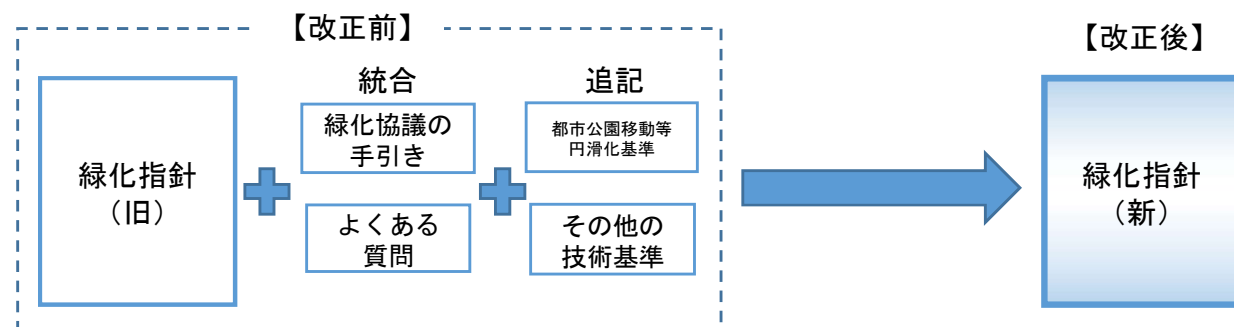 【改正前】
緑化指針
（旧）
統合
緑化協議の
手引き
よくある
質問
追記
都市公園移動等
円滑化基準
その他の
技術基準
【改正後】
緑化指針
（新）